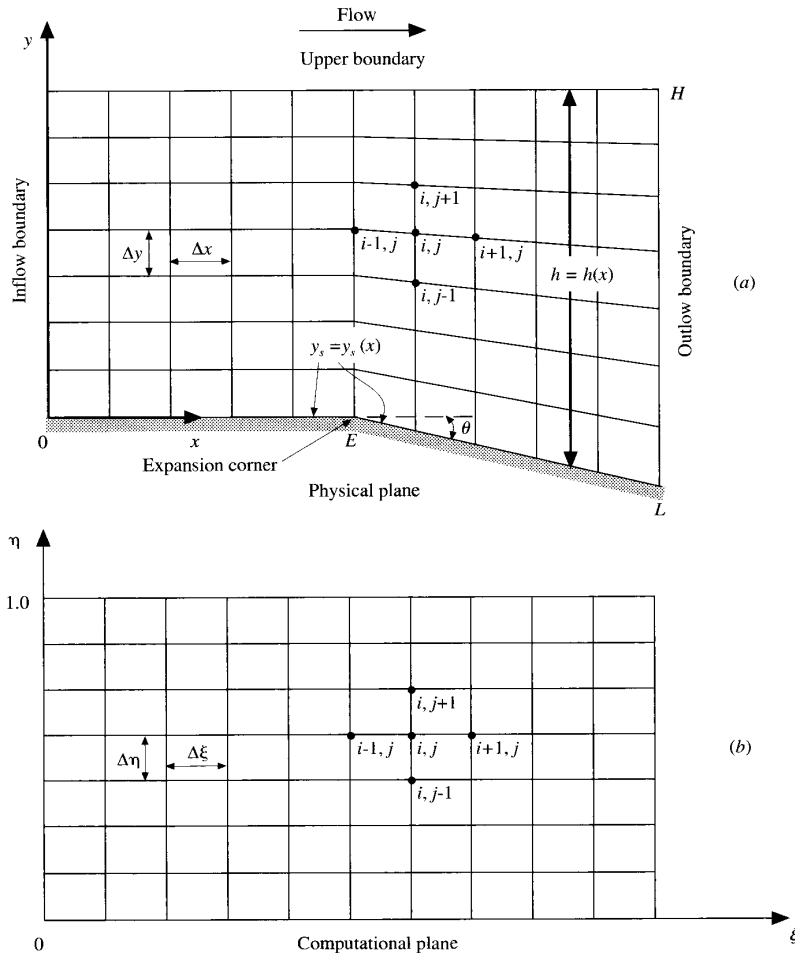 Flow
y
Upper boundary
H
Inflow boundary
i, j+1
Δy
Δx
i-1, j
i, j
i+1, j
h = h(x)
Outlow boundary
(a)
i, j-1
y_s = y_s (x)
0
x
E
θ
Expansion corner
Physical plane
L
η
1.0
i, j+1
Δη
Δξ
i-1, j
i, j
i+1, j
(b)
i, j-1
0
Computational plane
ξ